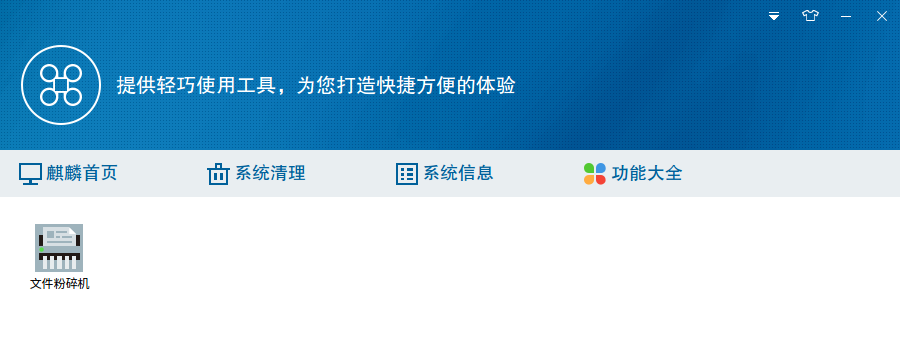 提供轻巧使用工具，为您打造快捷方便的体验
麒麟首页 系统清理 系统信息 功能大全
文件粉碎机